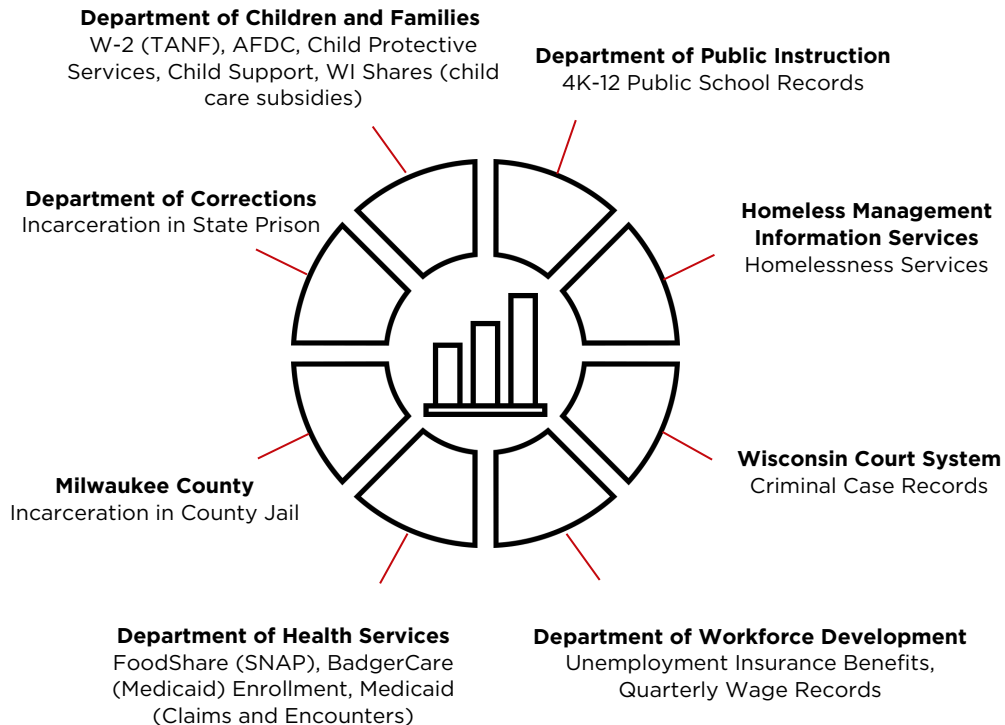 Department of Children and Families
W-2 (TANF), AFDC, Child Protective
Services, Child Support, WI Shares (child
care subsidies)
Department of Public Instruction
4K-12 Public School Records
Department of Corrections
Incarceration in State Prison
Homeless Management
Information Services
Homelessness Services
Milwaukee County
Incarceration in County Jail
Wisconsin Court System
Criminal Case Records
Department of Health Services
FoodShare (SNAP), BadgerCare
(Medicaid) Enrollment, Medicaid
(Claims and Encounters)
Department of Workforce Development
Unemployment Insurance Benefits,
Quarterly Wage Records